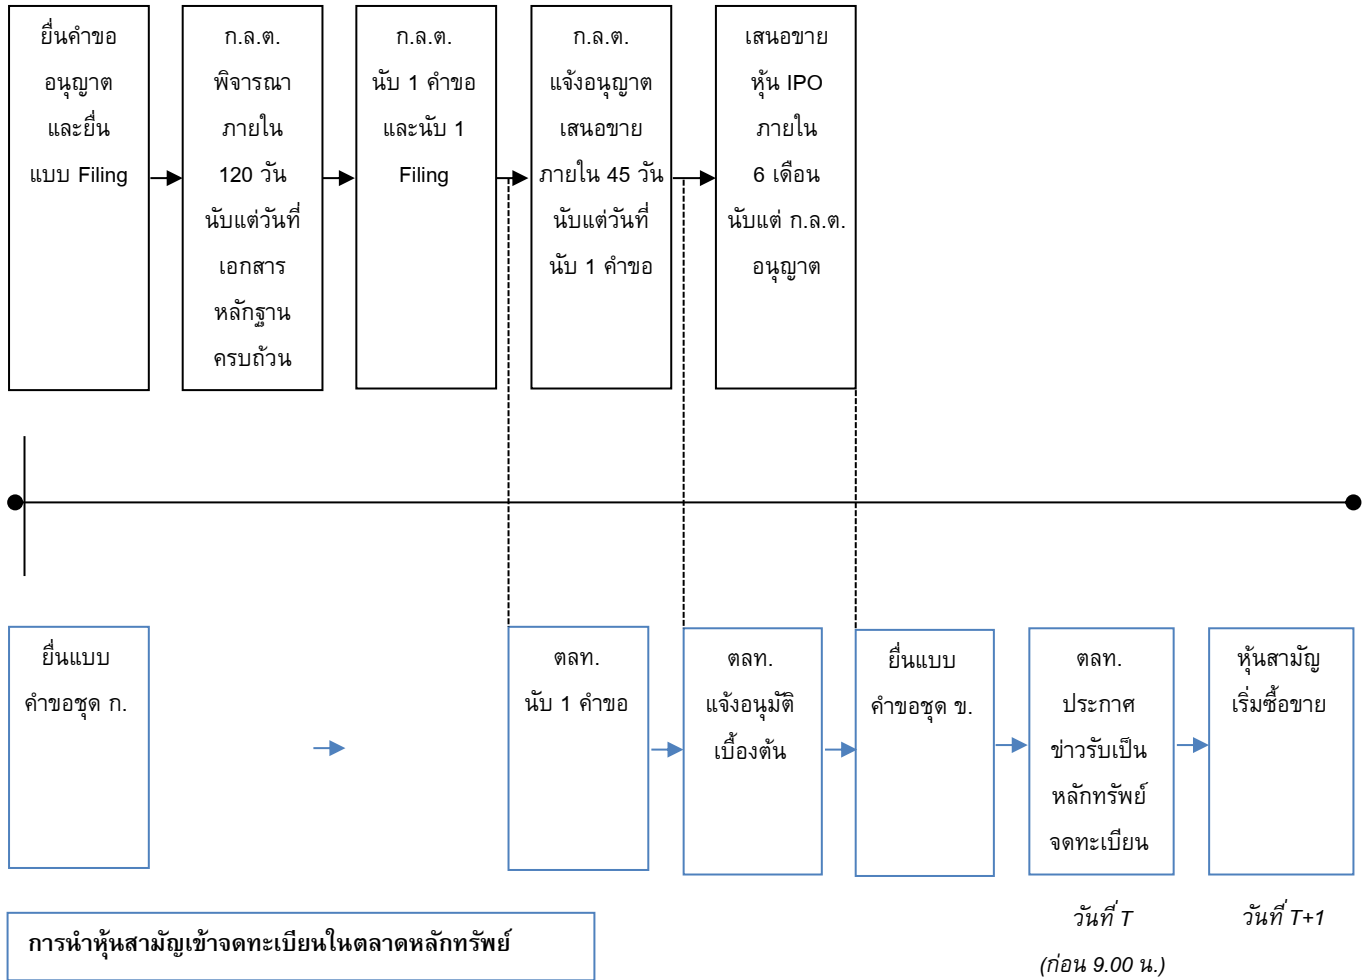 ยื่นคำขอ
อนุญาต
และยื่น
แบบ Filing
ก.ล.ต.
พิจารณา
ภายใน
120 วัน
นับแต่วันที่
เอกสาร
หลักฐาน
ครบถ้วน
ก.ล.ต.
นับ 1 คำขอ
และนับ 1
Filing
ก.ล.ต.
แจ้งอนุญาต
เสนอขาย
ภายใน 45 วัน
นับแต่วันที่
นับ 1 คำขอ
เสนอขาย
หุ้น IPO
ภายใน
6 เดือน
นับแต่ ก.ล.ต.
อนุญาต
ยื่นแบบ
คำขอชุด ก.
ตลท.
นับ 1 คำขอ
ตลท.
แจ้งอนุมัติ
เบื้องต้น
ยื่นแบบ
คำขอชุด ข.
ตลท.
ประกาศ
ข่าวรับเป็น
หลักทรัพย์
จดทะเบียน
หุ้นสามัญ
เริ่มซื้อขาย
วันที่ T
(ก่อน 9.00 น.)
วันที่ T+1
การนำหุ้นสามัญเข้าจดทะเบียนในตลาดหลักทรัพย์